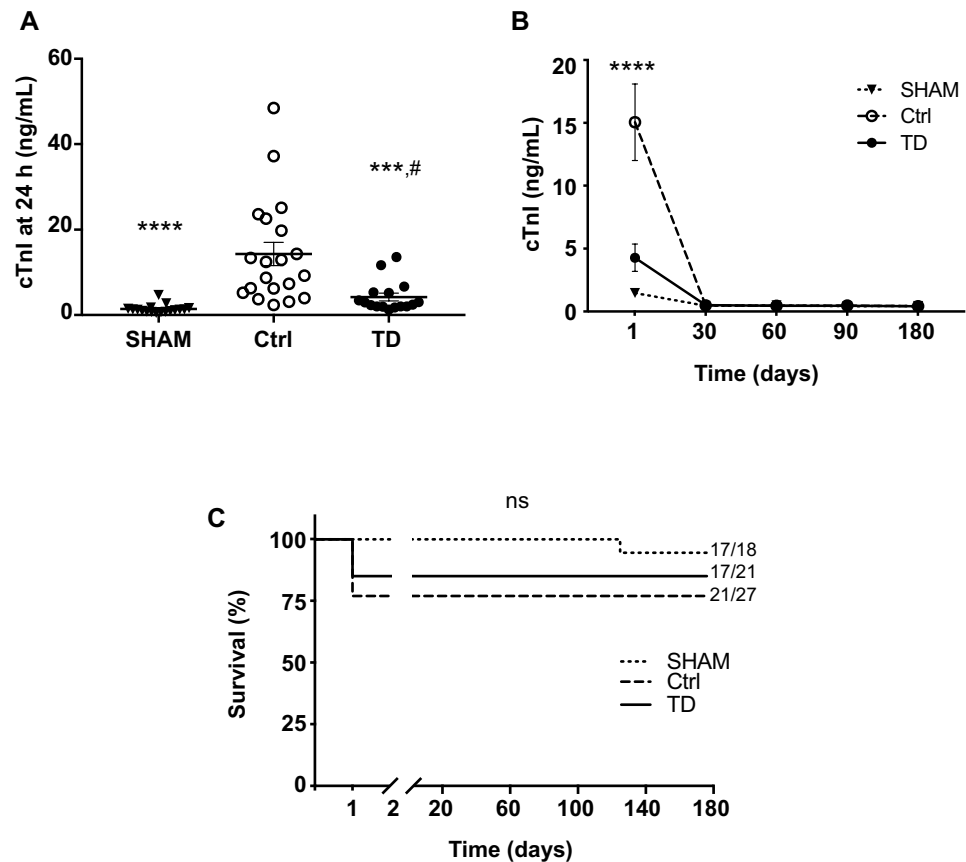 A
cTnI at 24 h (ng/mL)
60
40
20
0
****
***,#
SHAM Ctrl TD
B
cTnI (ng/mL)
20
15
10
5
0
****
SHAM
Ctrl
TD
1 30 60 90 180
Time (days)
C
ns
Survival (%)
100
75
50
25
0
17/18
17/21
21/27
SHAM
Ctrl
TD
1 2 20 60 100 140 180
Time (days)